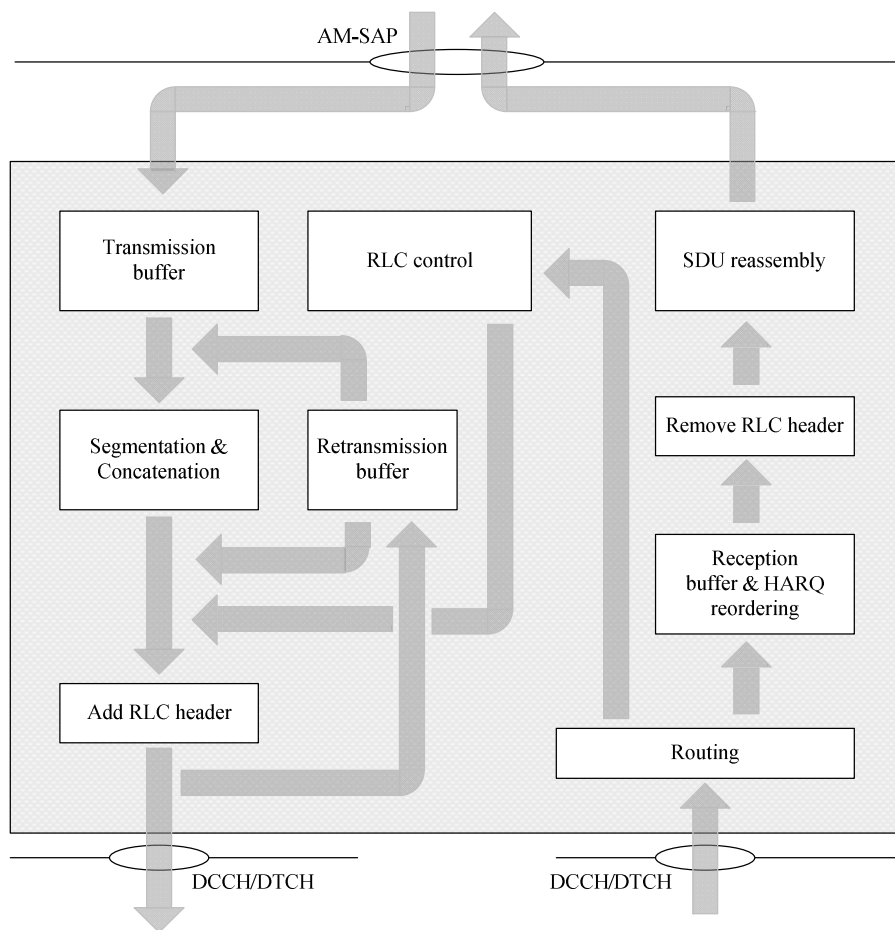 AM-SAP
Transmission
buffer
RLC control
SDU reassembly
Segmentation &
Concatenation
Retransmission
buffer
Remove RLC header
Reception
buffer & HARQ
reordering
Add RLC header
Routing
DCCH/DTCH
DCCH/DTCH